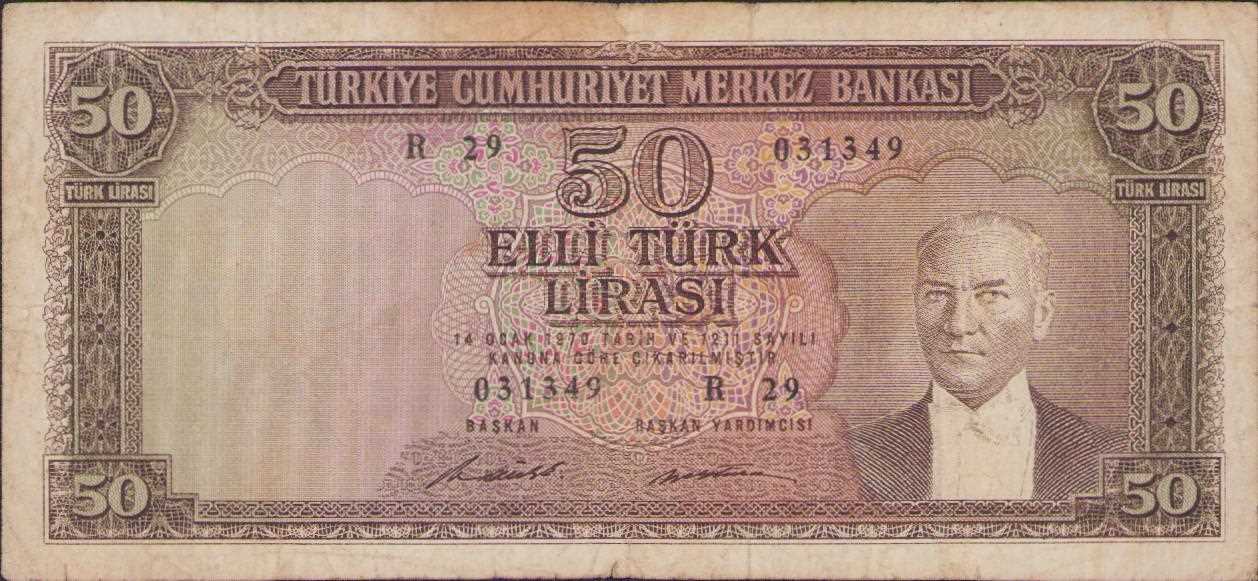 TÜRKİYE CUMHURİYET MERKEZ BANKASI
50
50
R 29
50
031349
TÜRK LİRASI
TÜRK LİRASI
ELLİ TÜRK
LİRASI
14 OCAK 1970 TARİH VE 1211 SAYILI
KANUNA GÖRE ÇIKARILMIŞTIR
031349
R 29
BAŞKAN
BAŞKAN YARDIMCISI
50
50